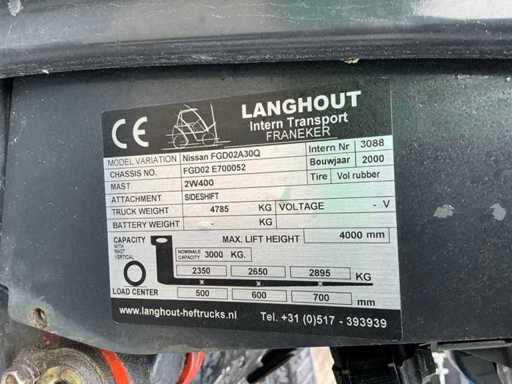 CE
LANGHOUT
Intern Transport
FRANEKER
MODEL VARIATION Nissan FGD02A30Q Intern Nr 3088
CHASSIS NO. FGD02 E700052 Bouwjaar 2000
MAST 2W400 Tire Vol rubber
ATTACHMENT SIDESHIFT
TRUCK WEIGHT 4785 KG VOLTAGE - V
BATTERY WEIGHT - KG
CAPACITY WITH MAST VERTICAL MAX. LIFT HEIGHT 4000 mm
NOMINALE CAPACITY 3000 KG.
2350 2650 2895 KG
LOAD CENTER 500 600 700 mm
www.langhout-heftrucks.nl Tel. +31 (0)517 - 393939